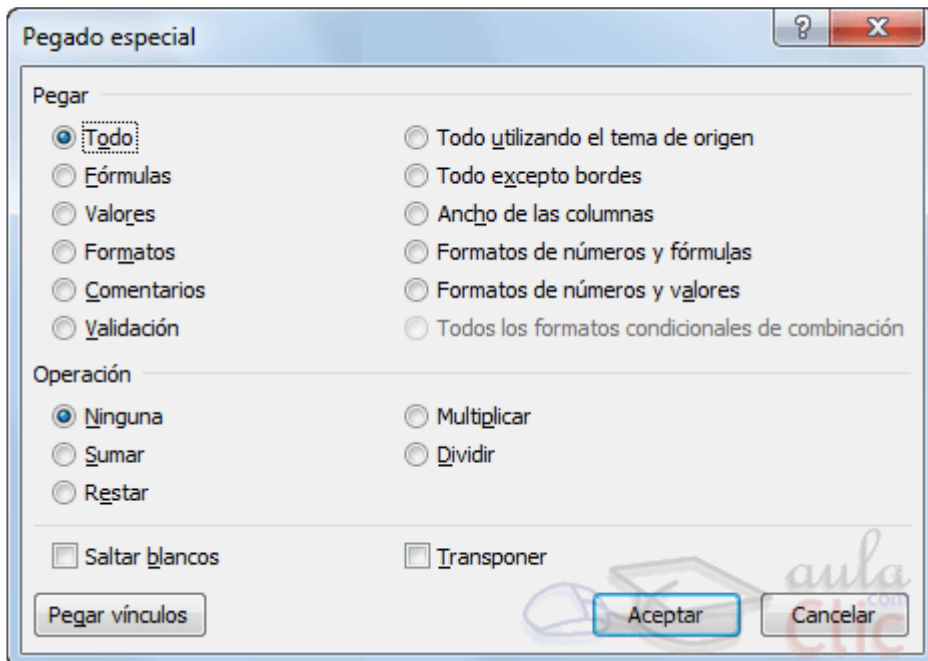 Pegado especial
Pegar
Todo
Todo utilizando el tema de origen
Fórmulas
Todo excepto bordes
Valores
Ancho de las columnas
Formatos
Formatos de números y fórmulas
Comentarios
Formatos de números y valores
Validación
Todos los formatos condicionales de combinación
Operación
Ninguna
Multiplicar
Sumar
Dividir
Restar
Saltar blancos
Transponer
Pegar vínculos
Aceptar
Cancelar
aula
.com
Clic